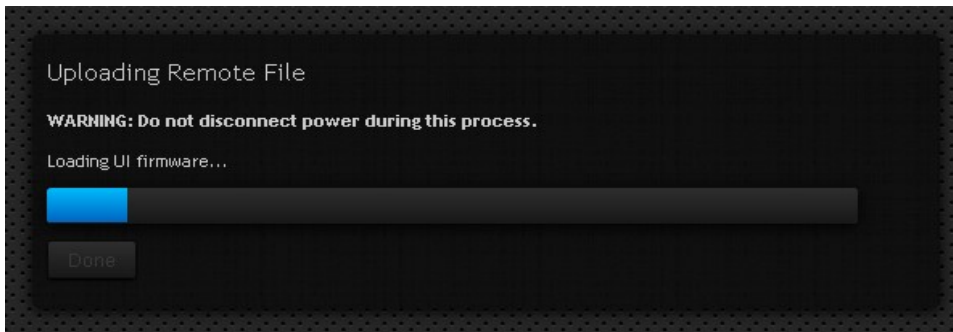 Uploading Remote File
WARNING: Do not disconnect power during this process.
Loading UI firmware...
Done